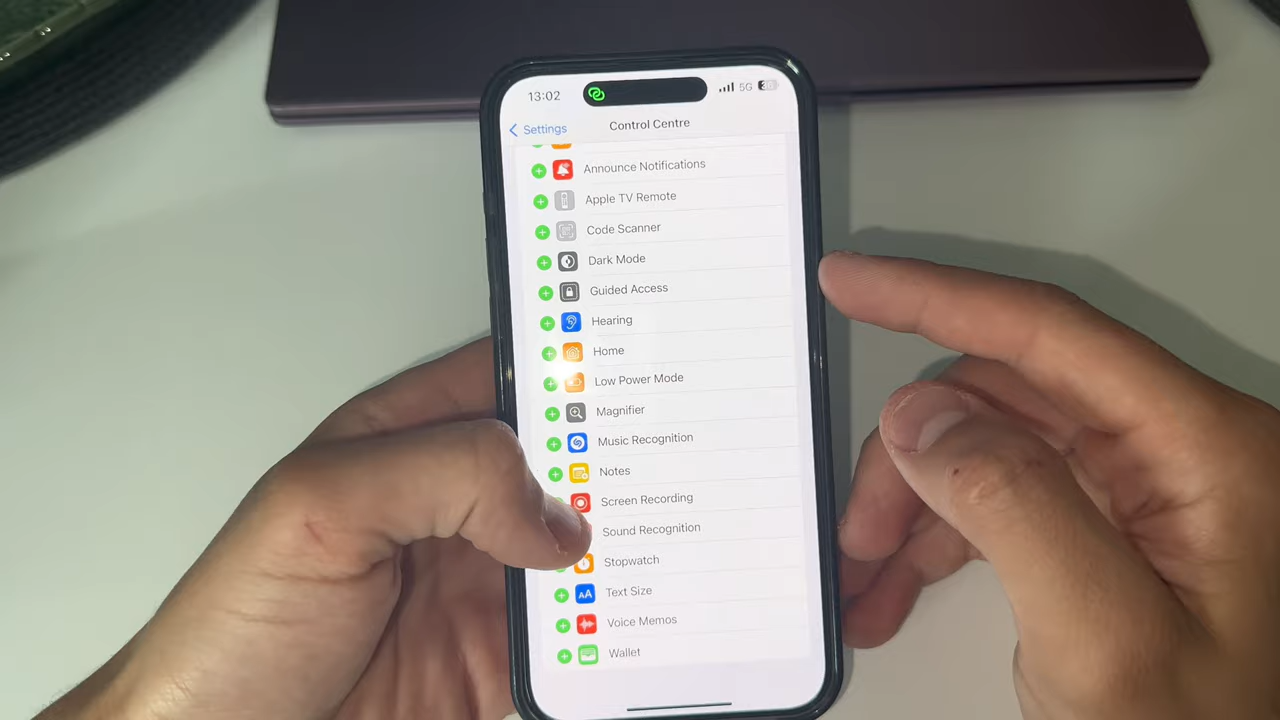 13:02
5G
Settings
Control Centre
Announce Notifications
Apple TV Remote
Code Scanner
Dark Mode
Guided Access
Hearing
Home
Low Power Mode
Magnifier
Music Recognition
Notes
Screen Recording
Sound Recognition
Stopwatch
AA Text Size
Voice Memos
Wallet